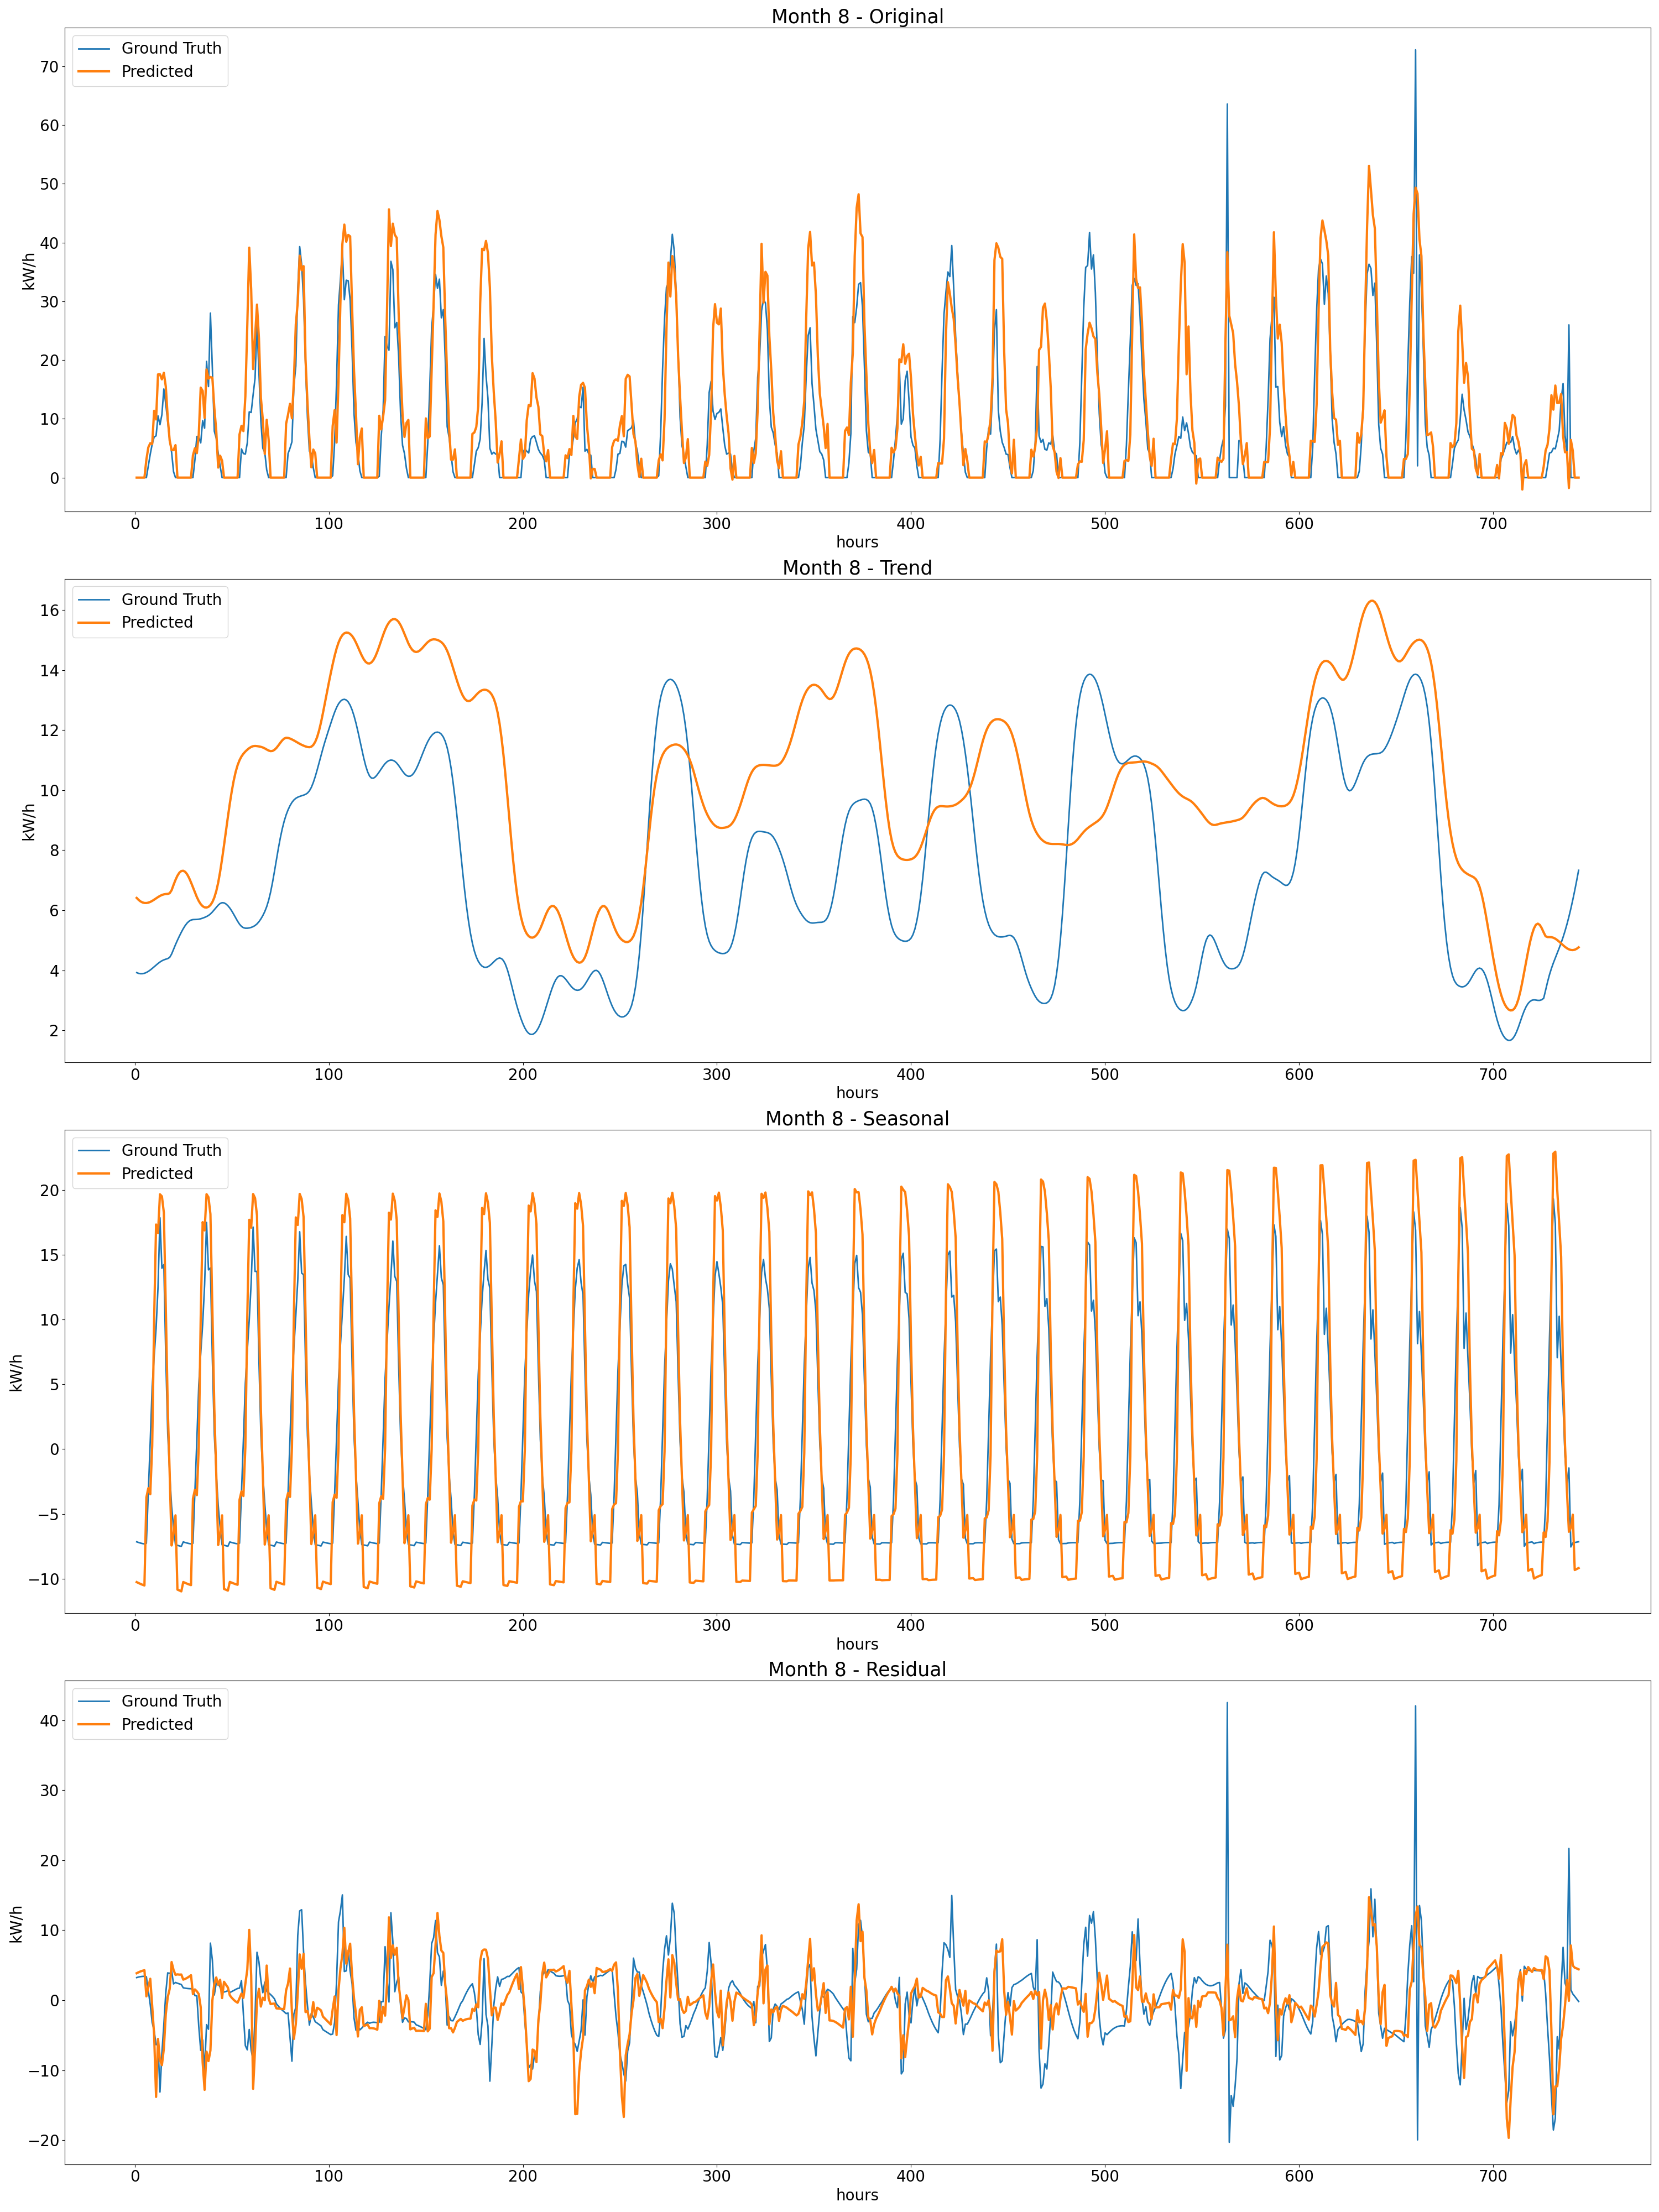 Month 8 - Original
Ground Truth
Predicted
kW/h
70
60
50
40
30
20
10
0
0 100 200 300 400 500 600 700
hours
Month 8 - Trend
Ground Truth
Predicted
kW/h
16
14
12
10
8
6
4
2
0 100 200 300 400 500 600 700
hours
Month 8 - Seasonal
Ground Truth
Predicted
kW/h
20
15
10
5
0
−5
−10
0 100 200 300 400 500 600 700
hours
Month 8 - Residual
Ground Truth
Predicted
kW/h
40
30
20
10
0
−10
−20
0 100 200 300 400 500 600 700
hours